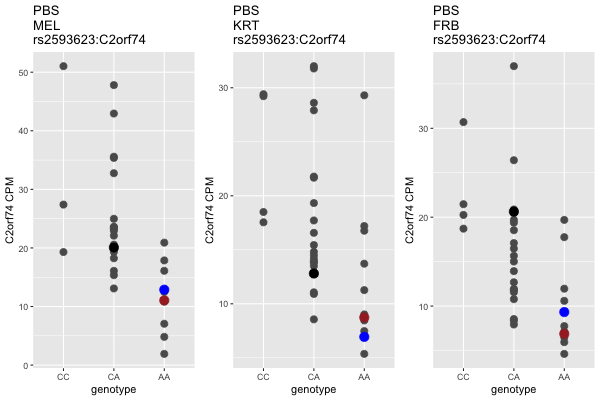 PBS
MEL
rs2593623:C2orf74
C2orf74 CPM
50
40
30
20
10
0
CC
CA
AA
genotype
PBS
KRT
rs2593623:C2orf74
C2orf74 CPM
30
20
10
CC
CA
AA
genotype
PBS
FRB
rs2593623:C2orf74
C2orf74 CPM
30
20
10
CC
CA
AA
genotype